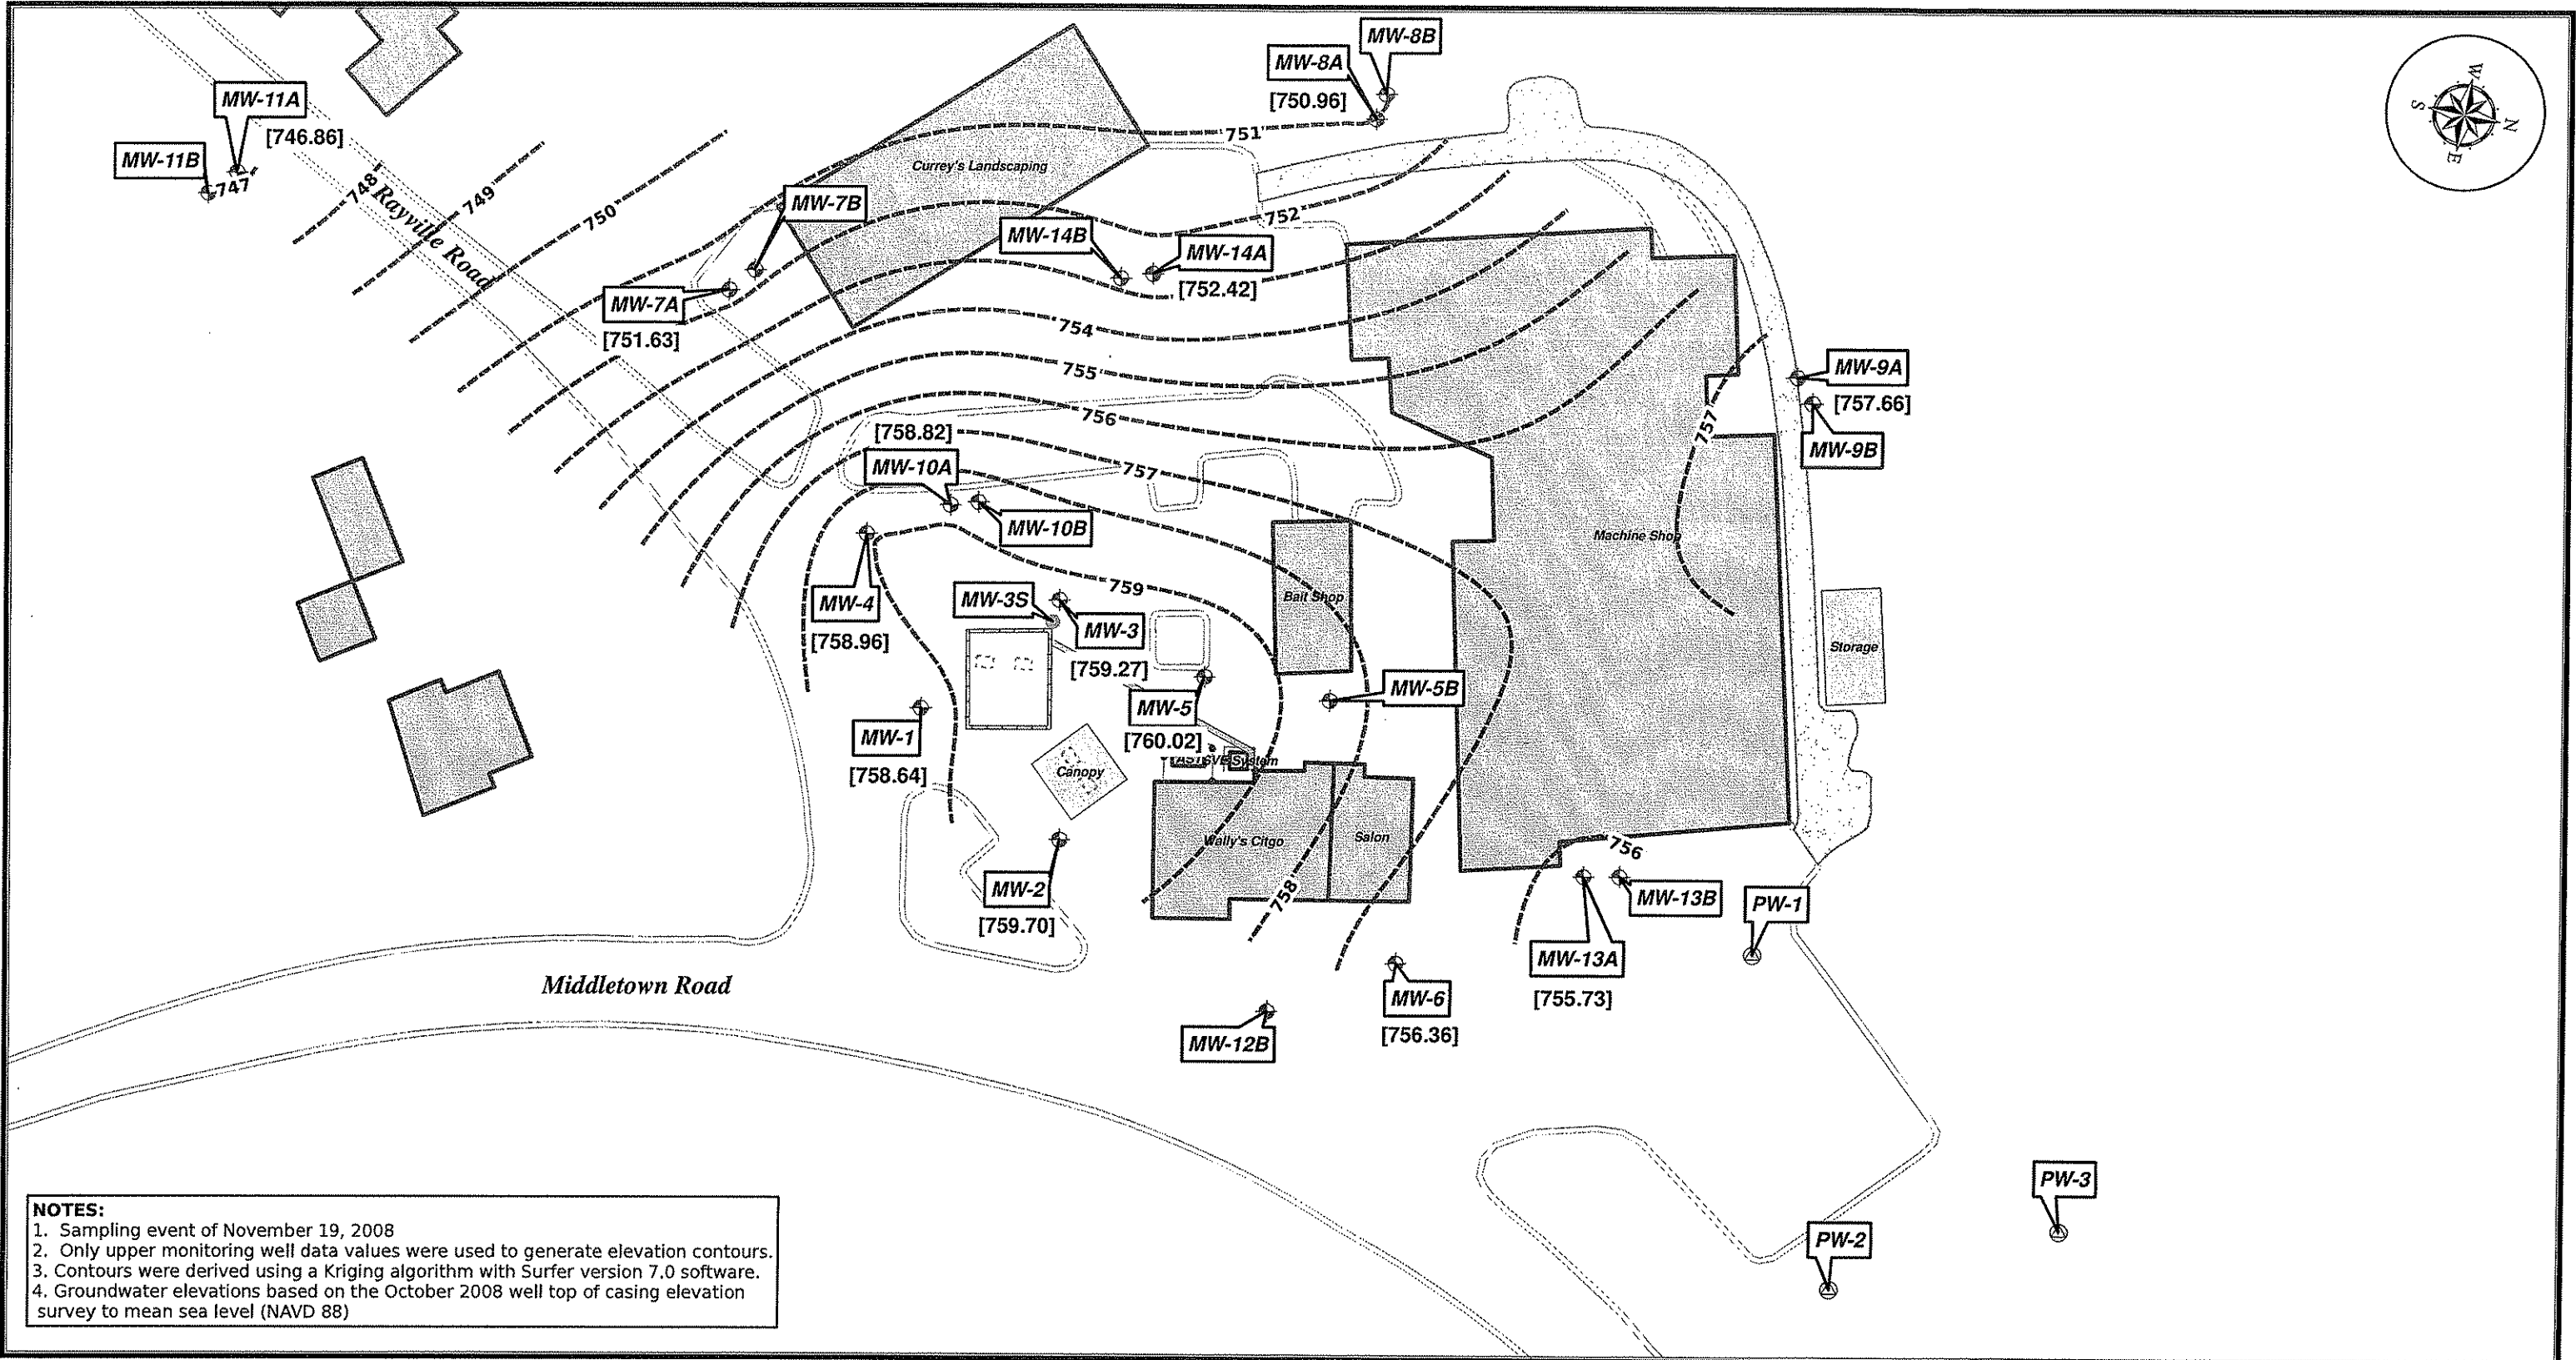 MW-8B
MW-8A
[750.96]
W
S
N
E
MW-11A
[746.86]
MW-11B
747
748
749
750
751
752
Rayville Road
Currey's Landscaping
MW-7B
MW-7A
[751.63]
MW-14B
MW-14A
[752.42]
754
755
756
757
MW-9A
[757.66]
MW-9B
757
[758.82]
MW-10A
MW-10B
Machine Shop
759
Bait Shop
MW-4
[758.96]
MW-3S
MW-3
[759.27]
Storage
MW-5B
MW-5
[760.02]
MW-1
[758.64]
Canopy
AS/SVE System
Wally's Citgo
Salon
758
756
MW-2
[759.70]
MW-13B
MW-13A
[755.73]
PW-1
MW-6
[756.36]
MW-12B
Middletown Road
PW-3
PW-2
NOTES:
1. Sampling event of November 19, 2008
2. Only upper monitoring well data values were used to generate elevation contours.
3. Contours were derived using a Kriging algorithm with Surfer version 7.0 software.
4. Groundwater elevations based on the October 2008 well top of casing elevation
survey to mean sea level (NAVD 88)